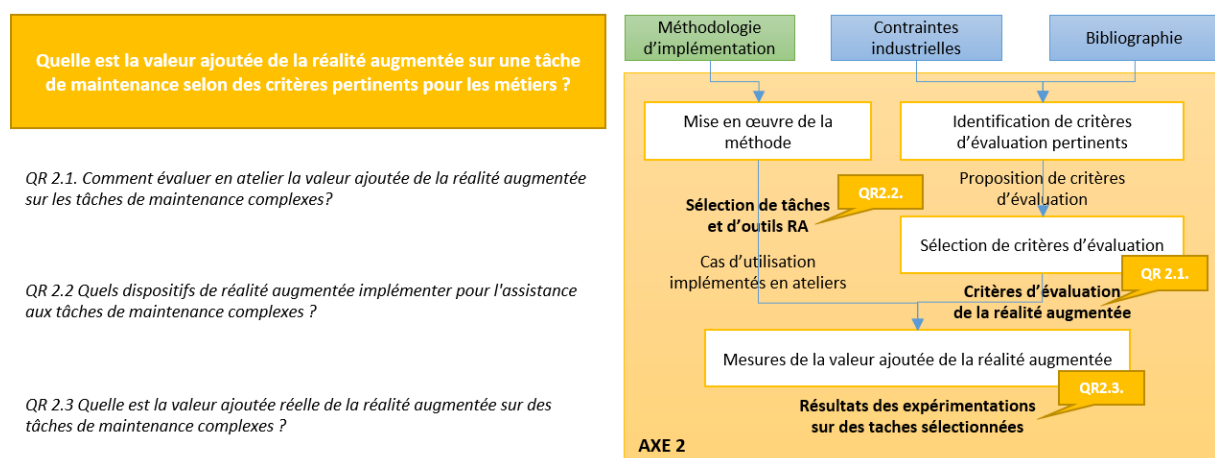 Quelle est la valeur ajoutée de la réalité augmentée sur une tâche
de maintenance selon des critères pertinents pour les métiers ?
QR 2.1. Comment évaluer en atelier la valeur ajoutée de la réalité augmentée
sur les tâches de maintenance complexes?
QR 2.2 Quels dispositifs de réalité augmentée implémenter pour l'assistance
aux tâches de maintenance complexes ?
QR 2.3 Quelle est la valeur ajoutée réelle de la réalité augmentée sur des
tâches de maintenance complexes ?
Méthodologie
d'implémentation
Contraintes
industrielles
Bibliographie
Mise en œuvre de la
méthode
Identification de critères
d'évaluation pertinents
Proposition de critères
d'évaluation
QR2.2.
Sélection de tâches
et d'outils RA
Sélection de critères d'évaluation
Cas d'utilisation
implémentés en ateliers
QR 2.1.
Critères d'évaluation
de la réalité augmentée
Mesures de la valeur ajoutée de la réalité augmentée
QR2.3.
Résultats des expérimentations
sur des taches sélectionnées
AXE 2